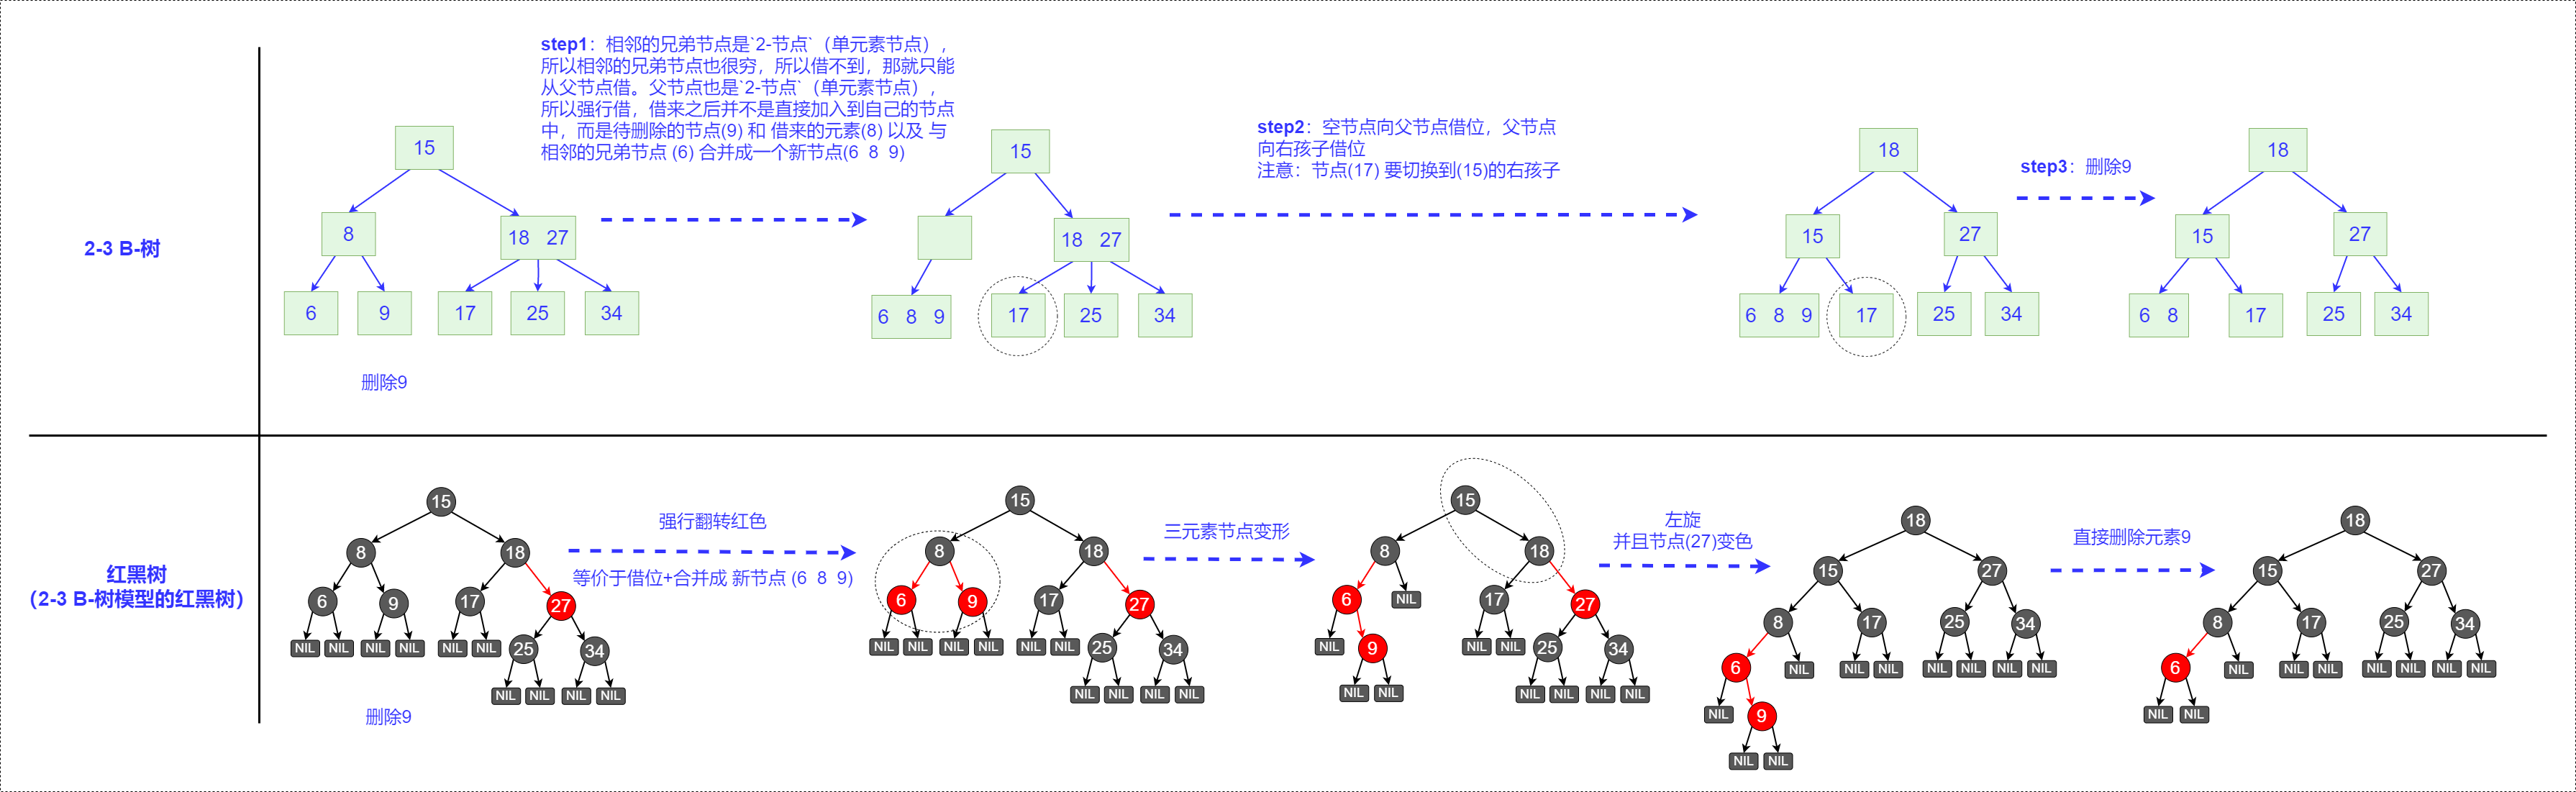 2-3 B-树
15
8
18 27
6
9
17
25
34
删除9
step1：相邻的兄弟节点是`2-节点`（单元素节点），
所以相邻的兄弟节点也很穷，所以借不到，那就只能
从父节点借。父节点也是`2-节点`（单元素节点），
所以强行借，借来之后并不是直接加入到自己的节点
中，而是待删除的节点(9) 和 借来的元素(8) 以及 与
相邻的兄弟节点 (6) 合并成一个新节点(6 8 9)
15
18 27
6 8 9
17
25
34
step2：空节点向父节点借位，父节点
向右孩子借位
注意：节点(17) 要切换到(15)的右孩子
18
15
27
6 8 9
17
25
34
step3：删除9
18
15
27
6 8
17
25
34
红黑树
（2-3 B-树模型的红黑树）
15
8
18
6
9
17
27
NIL NIL NIL NIL NIL NIL
25
34
NIL NIL NIL NIL
删除9
强行翻转红色
等价于借位+合并成 新节点 (6 8 9)
15
8
18
6
9
17
27
NIL NIL NIL NIL NIL NIL
25
34
NIL NIL NIL NIL
三元素节点变形
15
8
18
6
NIL
17
27
NIL
9
NIL NIL
25
34
NIL NIL
NIL NIL NIL NIL
左旋
并且节点(27)变色
18
15
27
8
17
25
34
6
NIL
NIL NIL NIL NIL NIL NIL
NIL
9
NIL NIL
直接删除元素9
18
15
27
8
17
25
34
6
NIL
NIL NIL NIL NIL NIL NIL
NIL NIL